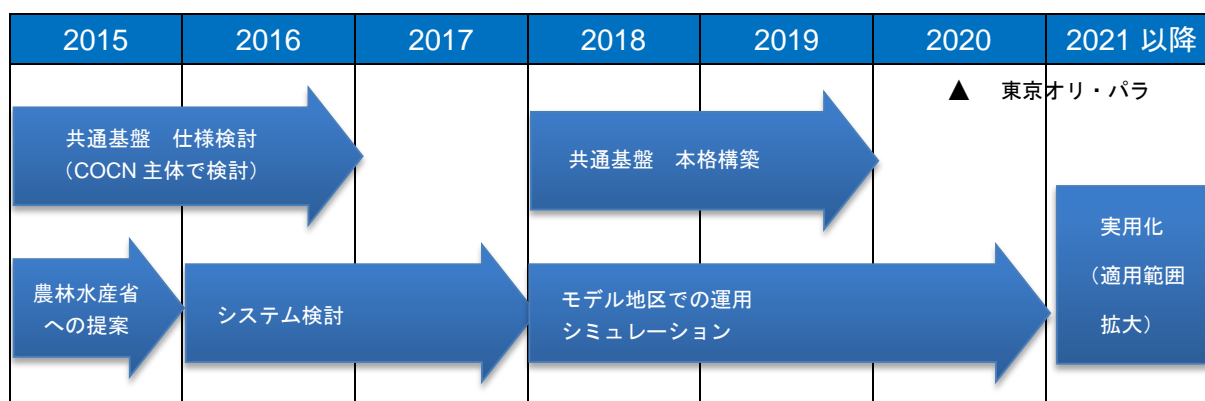 2015 2016 2017 2018 2019 2020 2021 以降
▲ 東京オリ・パラ
共通基盤 仕様検討
（COCN 主体で検討）
共通基盤 本格構築
農林水産省
への提案
システム検討
モデル地区での運用
シミュレーション
実用化
（適用範囲
拡大）